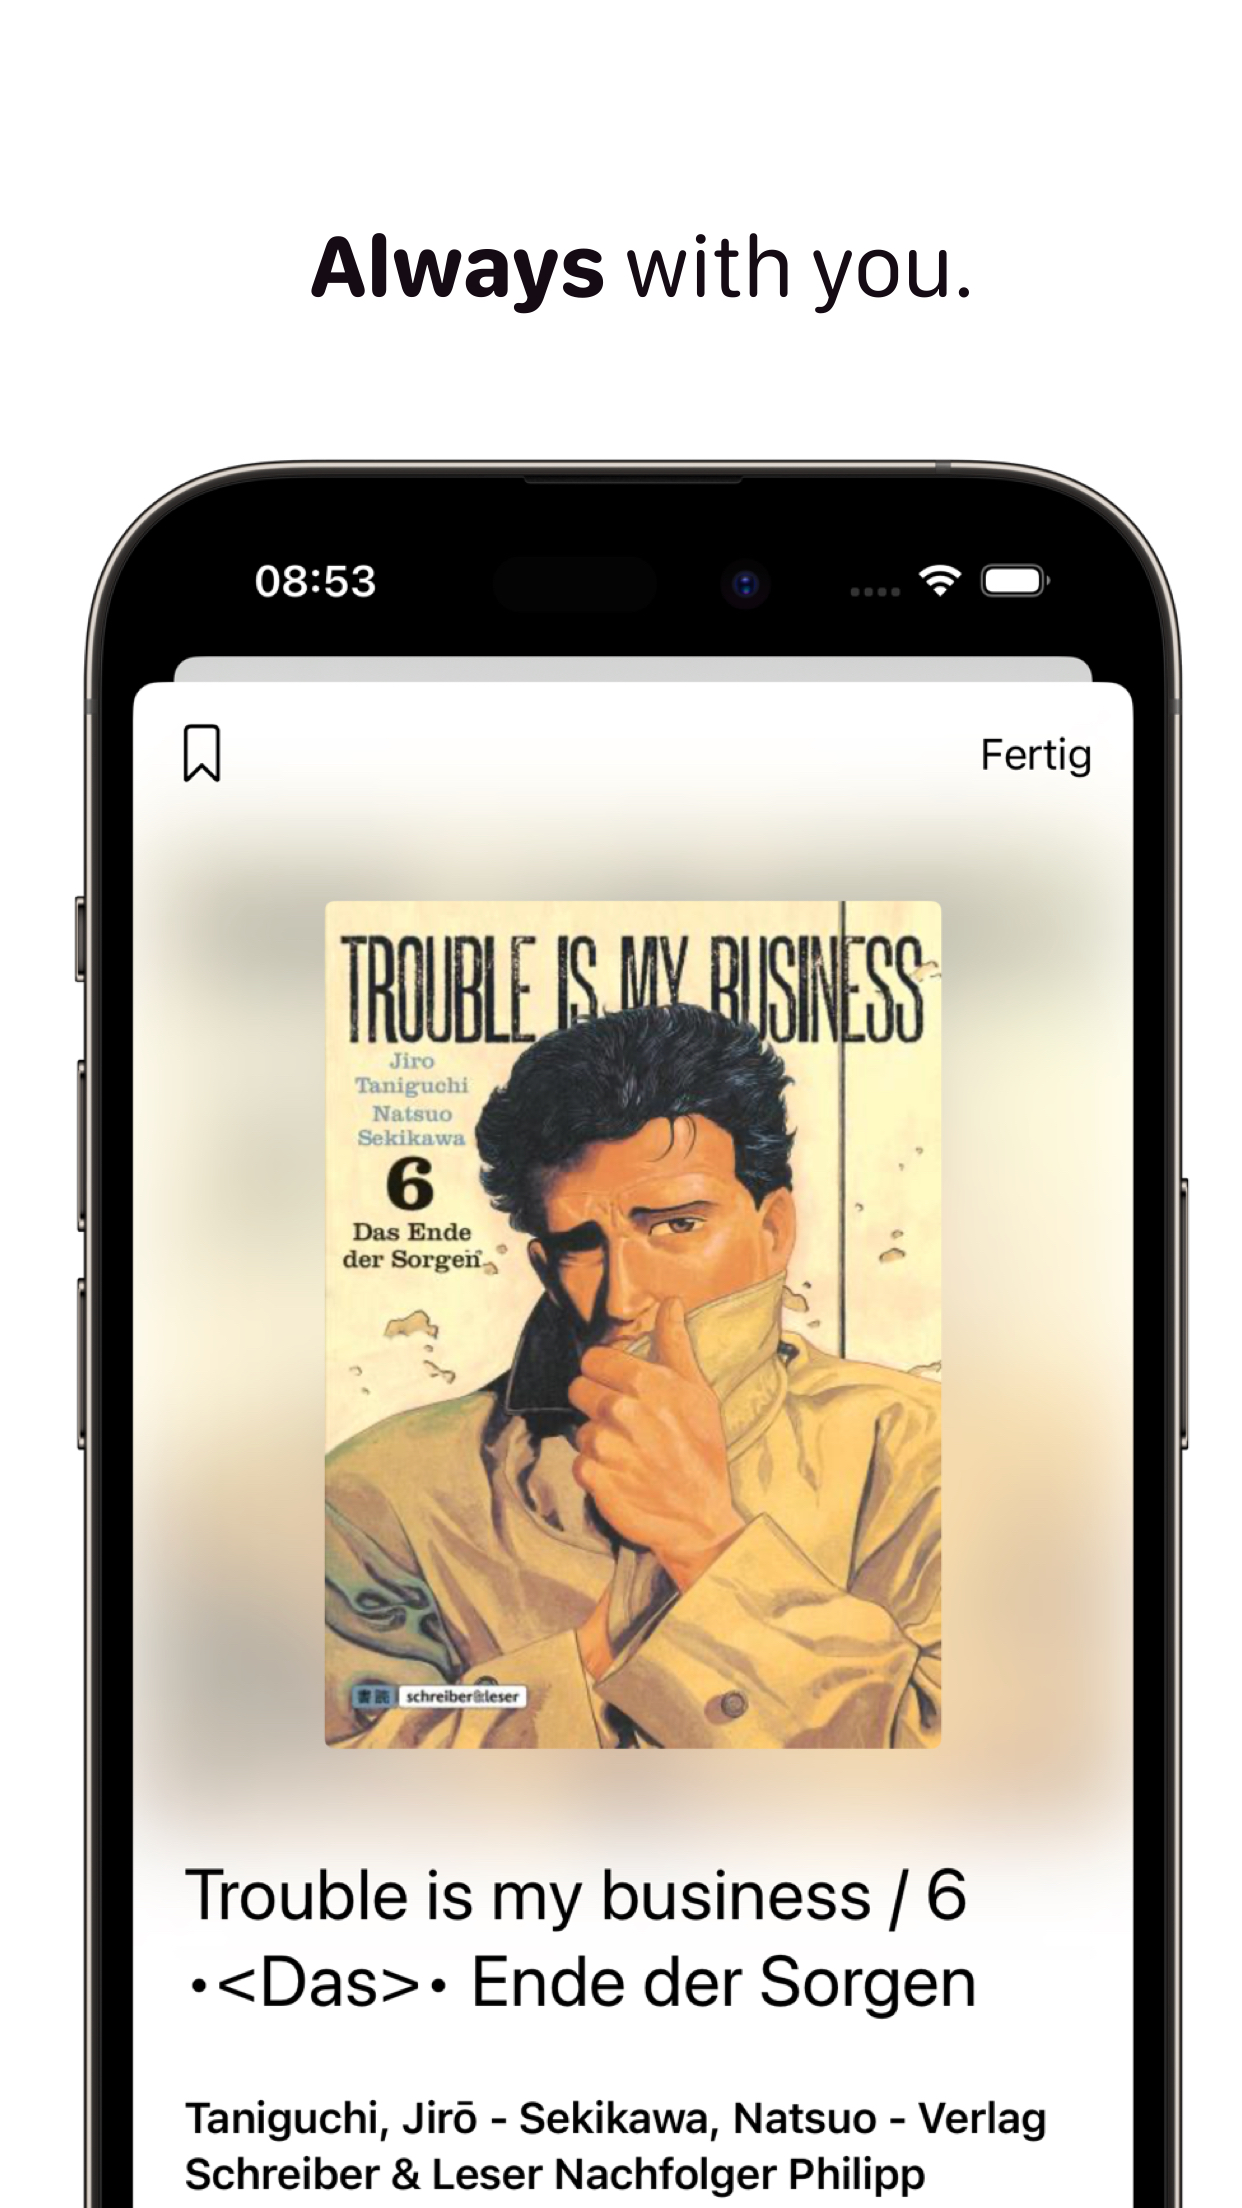 Always with you.
08:53
Fertig
TROUBLE IS MY BUSINESS
Jiro
Taniguchi
Natsuo
Sekikawa
6
Das Ende
der Sorgen
書 読 schreiber&leser
Trouble is my business / 6
•<Das>• Ende der Sorgen
Taniguchi, Jirō - Sekikawa, Natsuo - Verlag
Schreiber & Leser Nachfolger Philipp